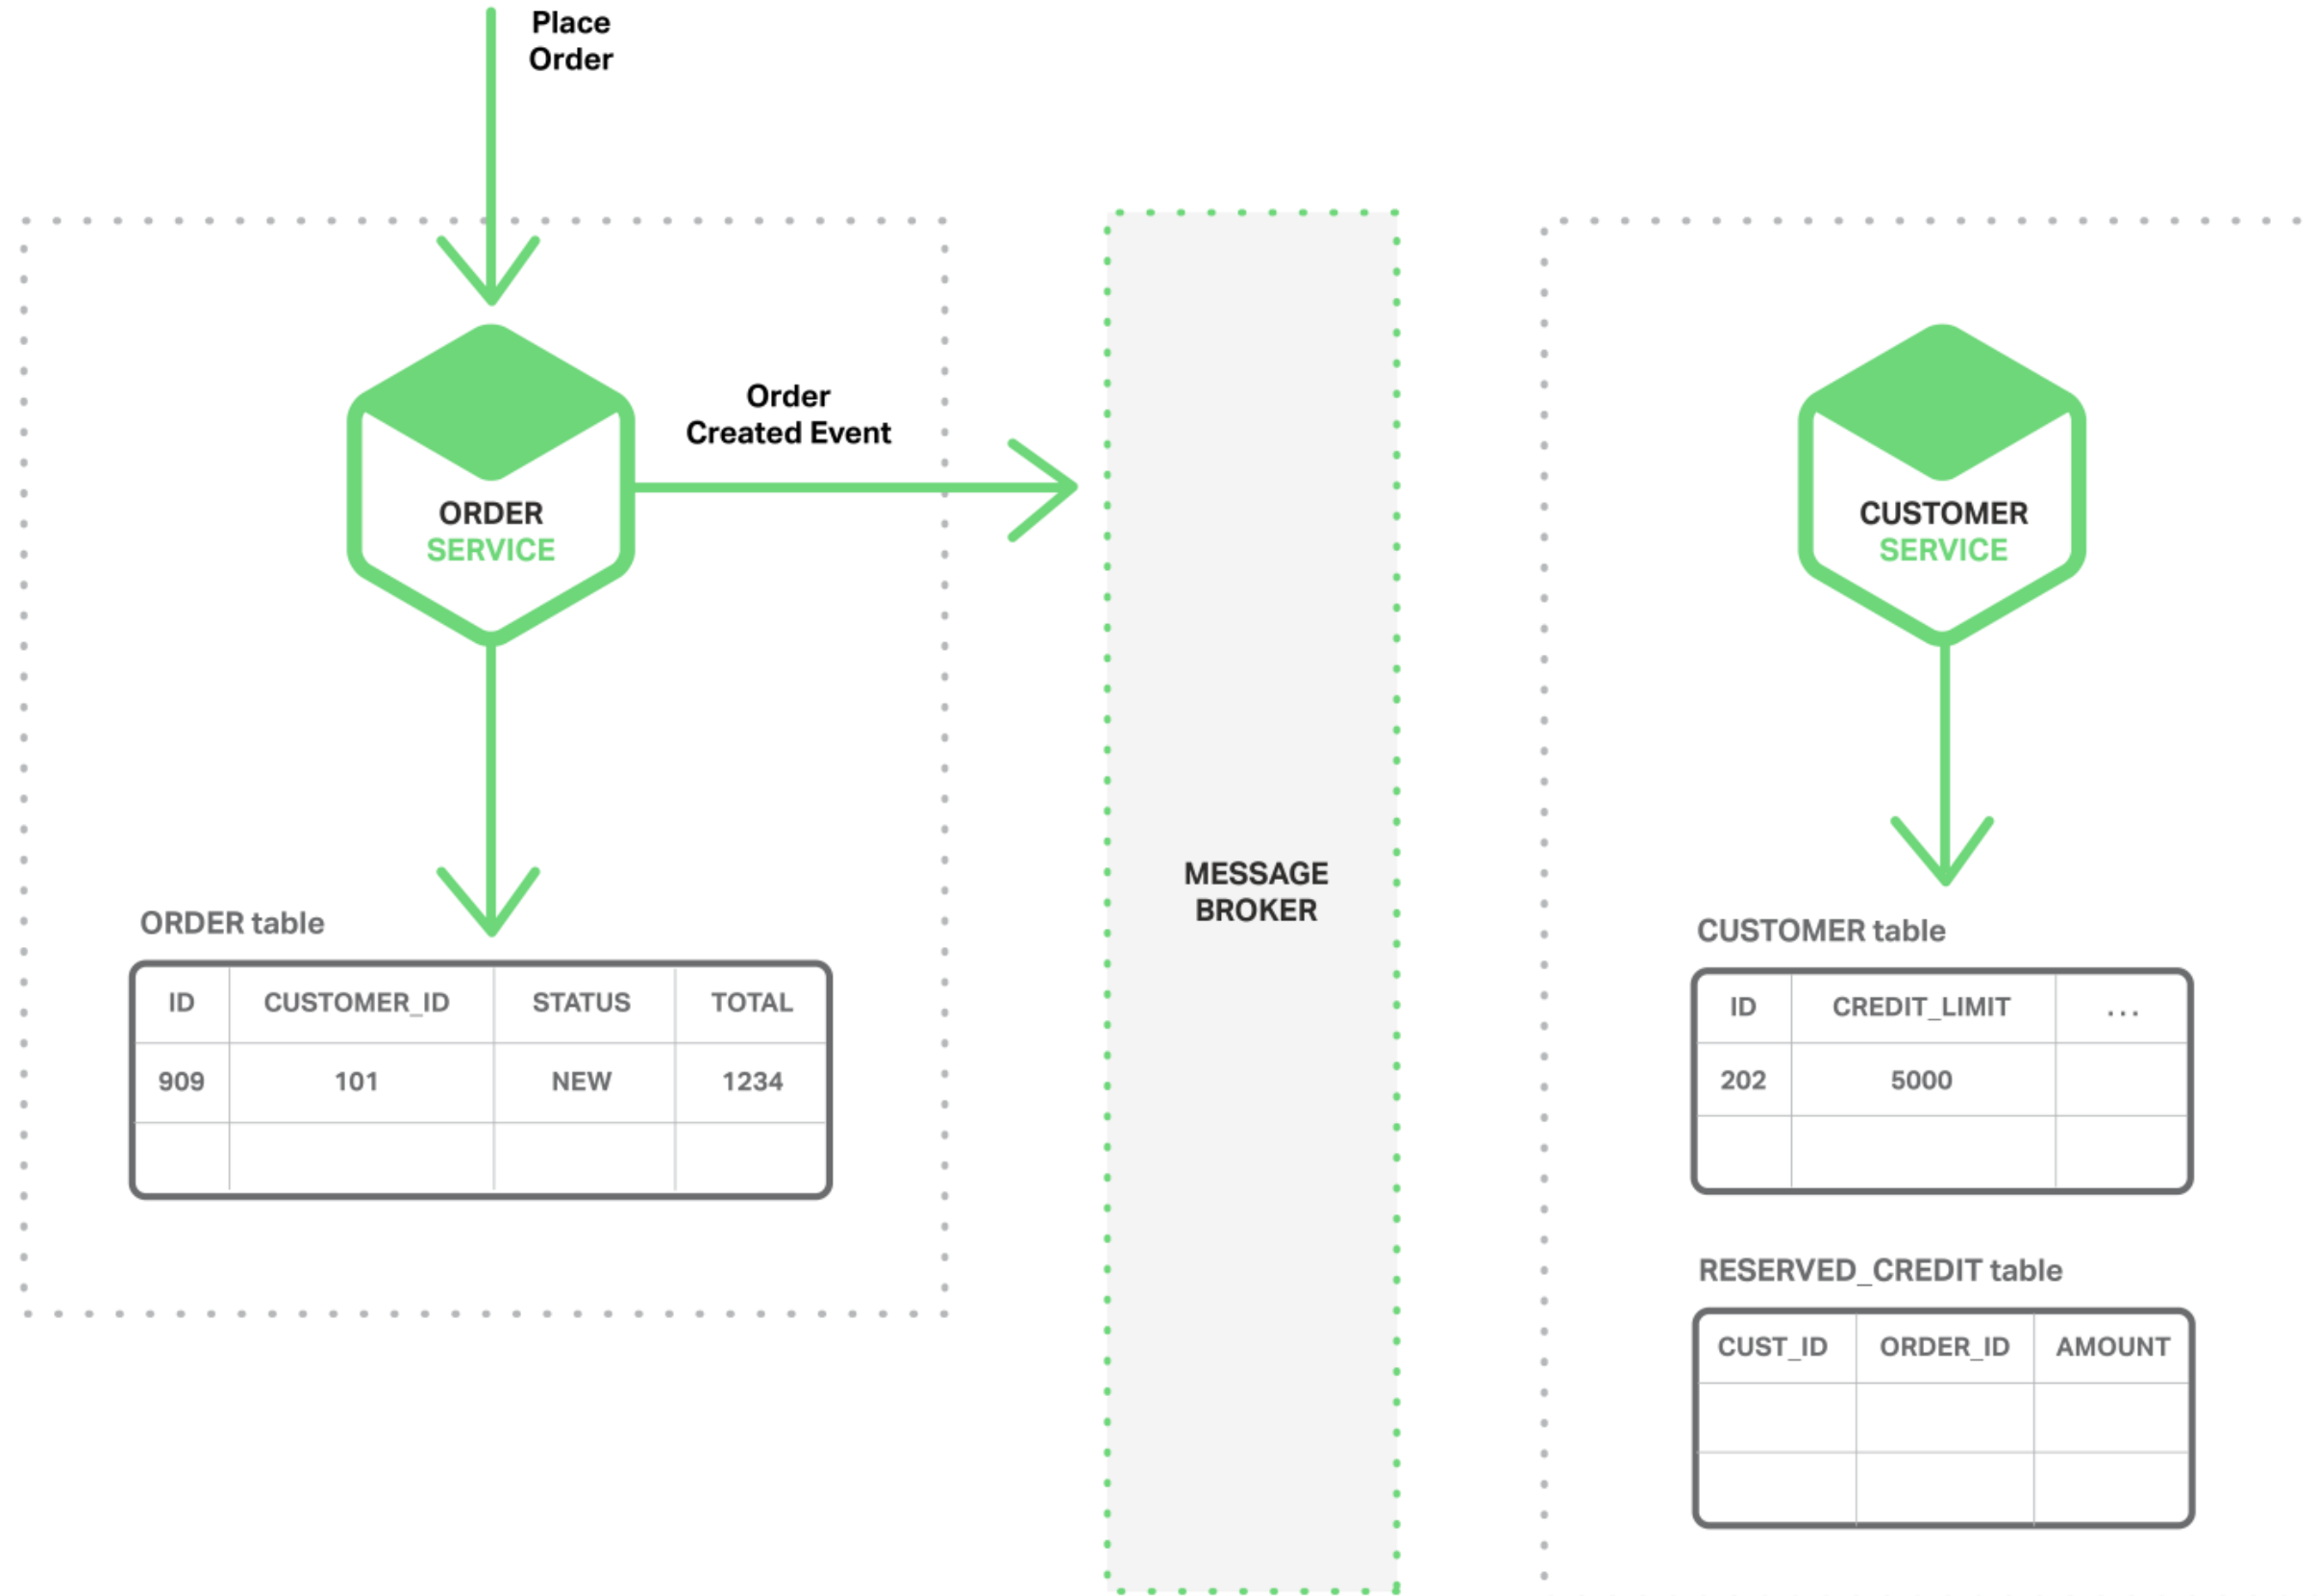 Place
Order
Order
Created Event
ORDER
SERVICE
CUSTOMER
SERVICE
MESSAGE
BROKER
ORDER table
ID CUSTOMER_ID STATUS TOTAL
909 101 NEW 1234
CUSTOMER table
ID CREDIT_LIMIT ...
202 5000
RESERVED_CREDIT table
CUST_ID ORDER_ID AMOUNT